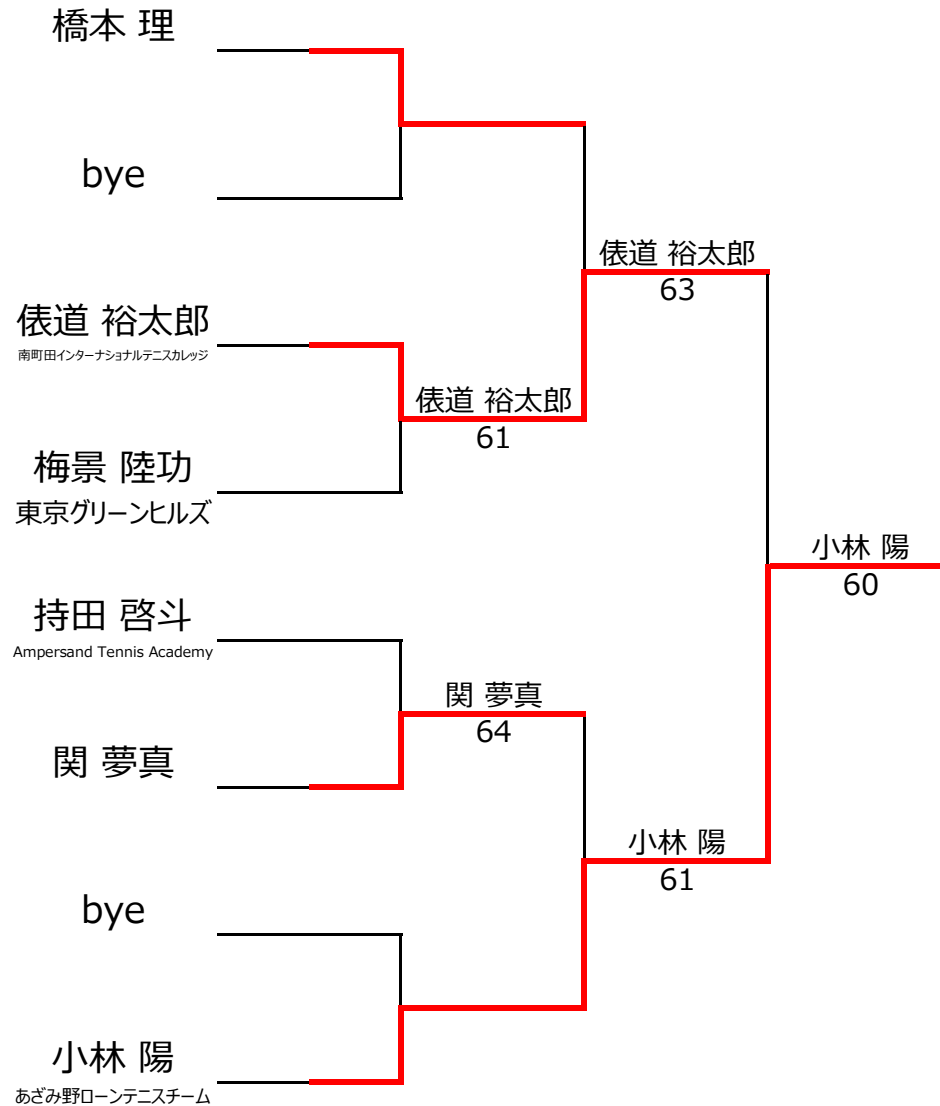 橋本 理
bye
俵道 裕太郎
63
俵道 裕太郎
南町田インターナショナルテニスカレッジ
俵道 裕太郎
61
梅景 陸功
東京グリーンヒルズ
小林 陽
60
持田 啓斗
Ampersand Tennis Academy
関 夢真
64
関 夢真
小林 陽
61
bye
小林 陽
あざみ野ローンテニスチーム